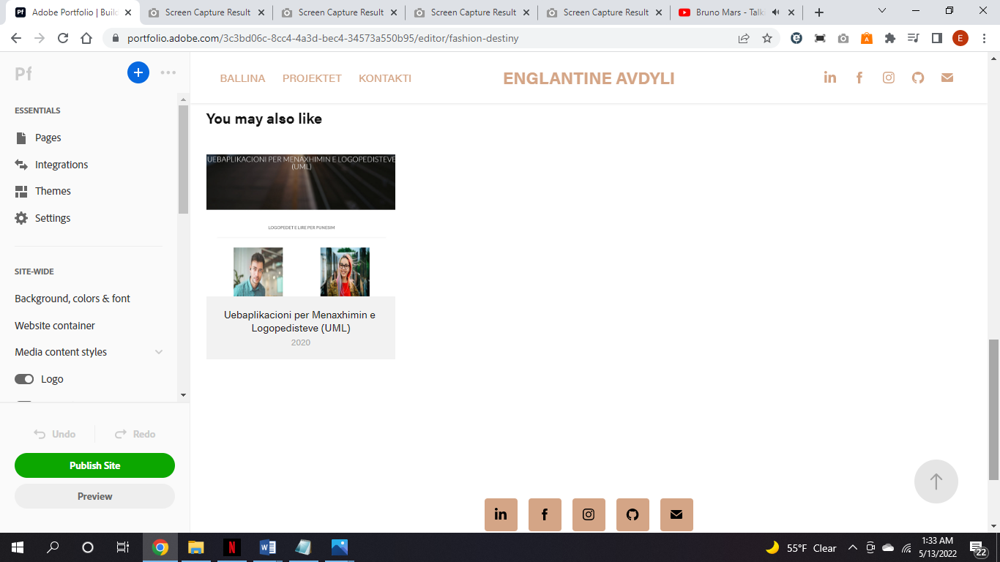 Adobe Portfolio | Build
Screen Capture Result
Screen Capture Result
Screen Capture Result
Screen Capture Result
Bruno Mars - Talki
portfolio.adobe.com/3c3bd06c-8cc4-4a3d-bec4-34573a550b95/editor/fashion-destiny
E
Pf
ESSENTIALS
Pages
Integrations
Themes
Settings
SITE-WIDE
Background, colors & font
Website container
Media content styles
Logo
Undo
Redo
Publish Site
Preview
BALLINA
PROJEKTET
KONTAKTI
ENGLANTINE AVDYLI
You may also like
UEBAPLIKACIONI PER MENAXHIMIN E LOGOPEDISTEVE
(UML)
LOGOPEDET E LIRE PER PUNESIM
Uebaplikacioni per Menaxhimin e
Logopedisteve (UML)
2020
55°F Clear
1:33 AM
5/13/2022
22